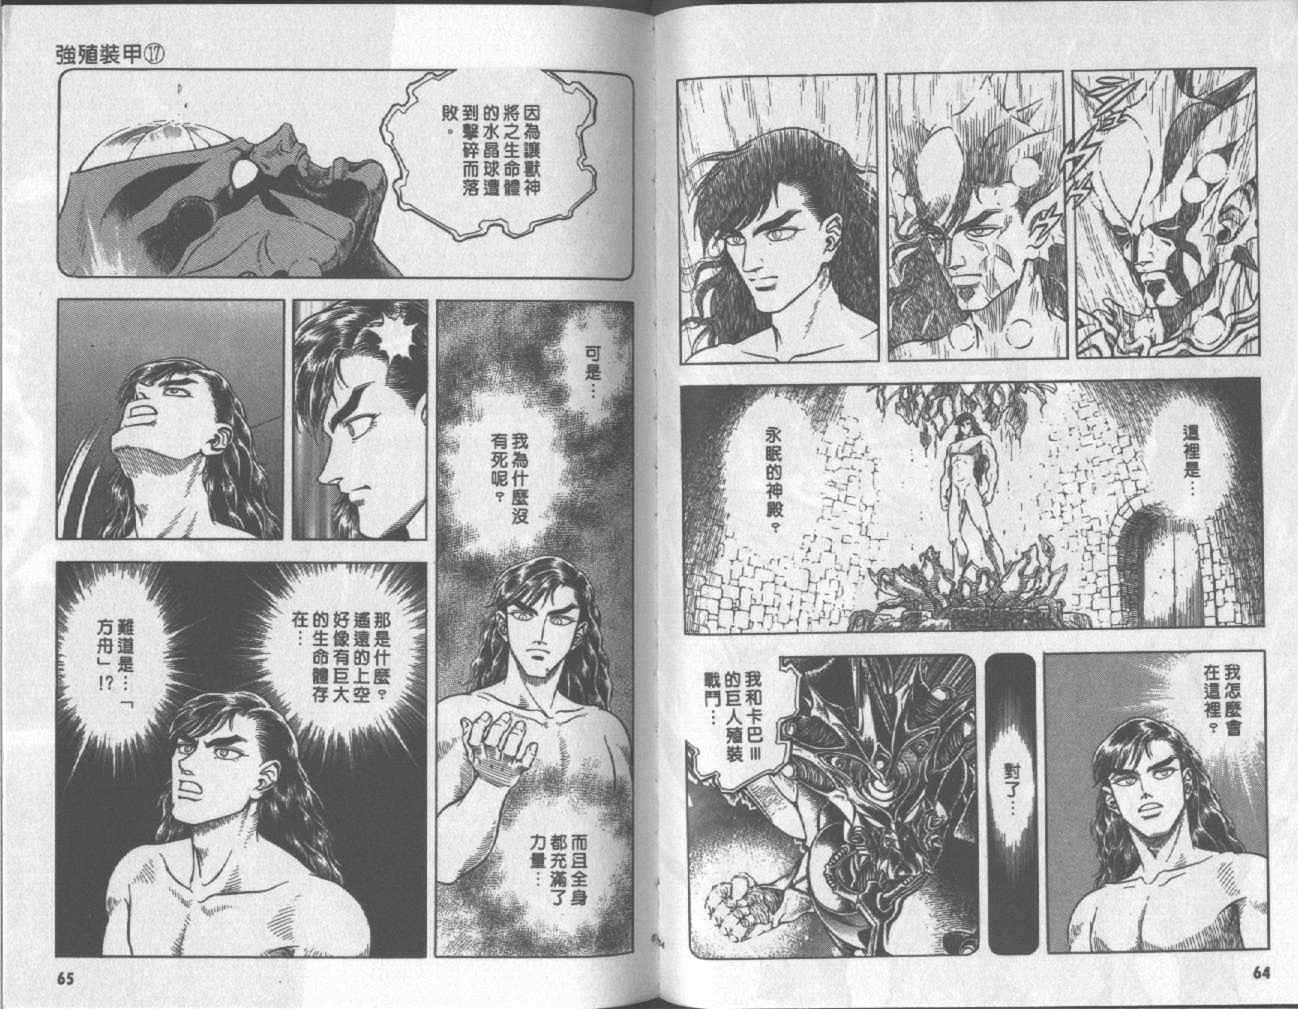 這裡是…
永眠的神殿？
我怎麼會
在這裡？
對了…
我和卡巴III
的巨人殖裝
戰鬥…
64
強殖裝甲⑰
因為讓獸神
將之生命體
的水晶球遭
到擊碎而落
敗。
可是…
我為什麼沒
有死呢？
而且全身
都充滿了
力量…
那是什麼？
遙遠的上空
好像有巨大
的生命體存
在…
難道是…「
方舟」!?
65